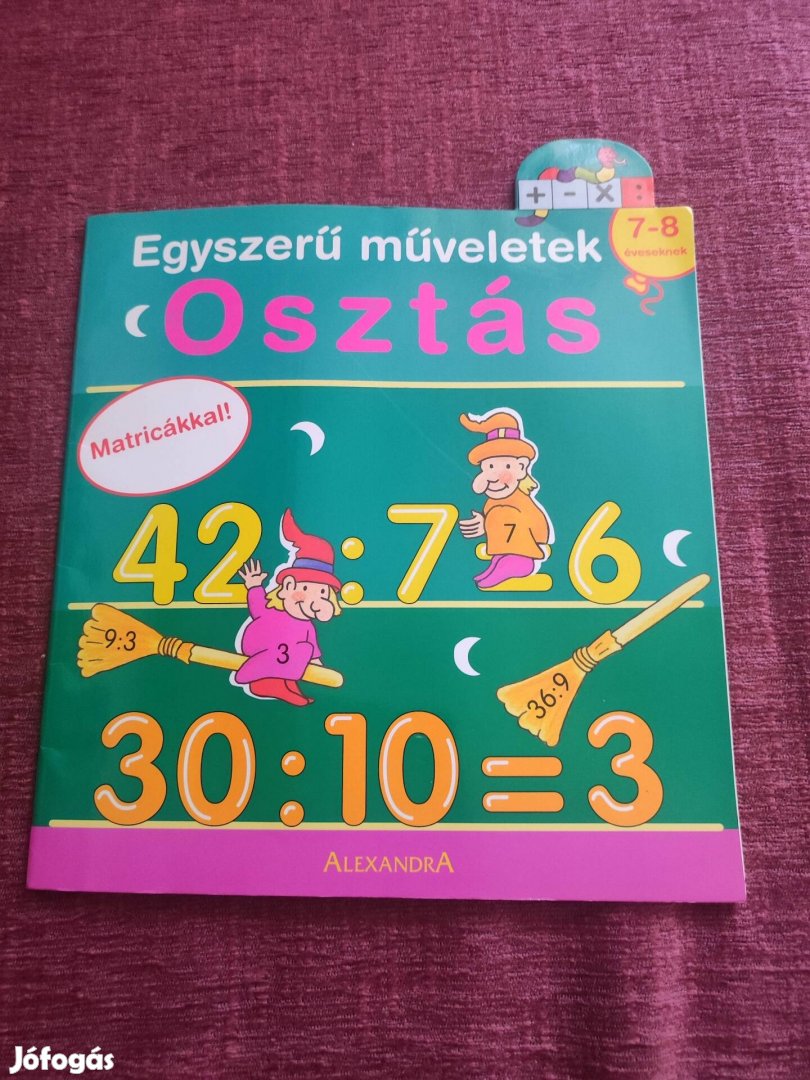 + - × :
7-8
éveseknek
Egyszerű műveletek
Osztás
Matricákkal!
42:7=6
7
9:3
3
36:9
30:10=3
ALEXANDRA
Jófogás